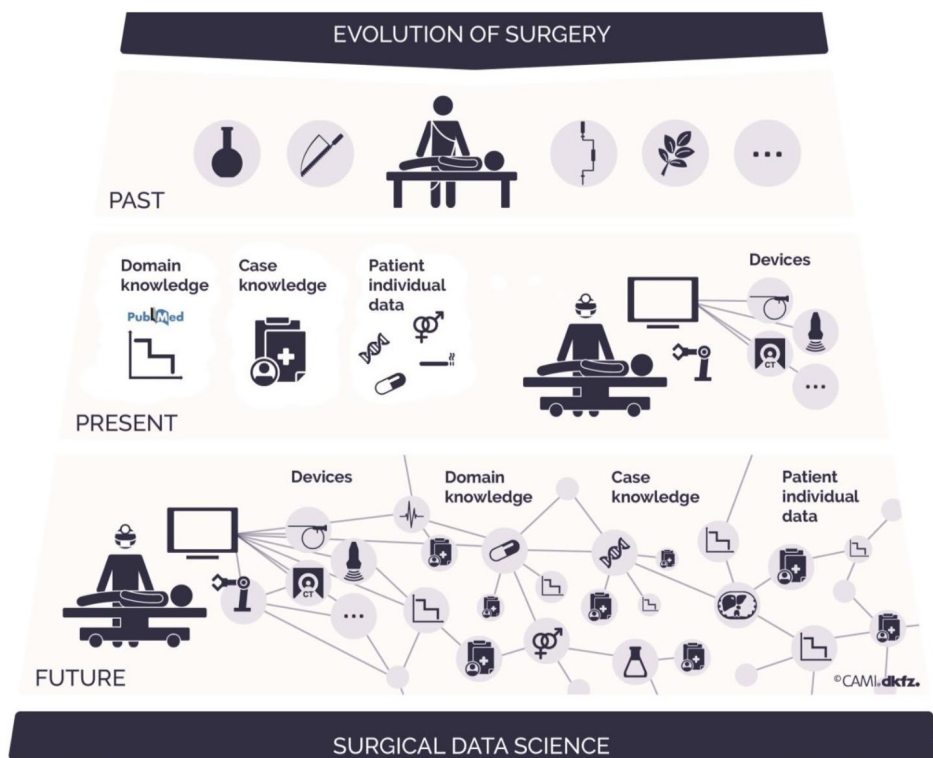 EVOLUTION OF SURGERY
PAST
Domain
knowledge
PubMed
Case
knowledge
Patient
individual
data
Devices
CT
...
PRESENT
Devices
Domain
knowledge
Case
knowledge
Patient
individual
data
CT
...
FUTURE
©CAMI.dkfz.
SURGICAL DATA SCIENCE